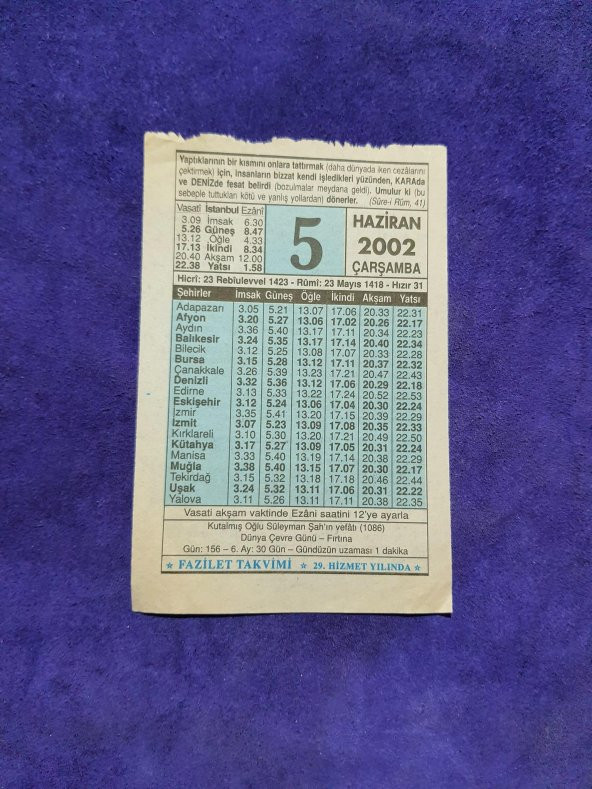 Yaptıklarının bir kısmını onlara tattırmak (daha dünyada iken cezâlarını
çektirmek) için, insanların bizzat kendi işledikleri yüzünden, KARAda
ve DENİZde fesat belirdi (bozulmalar meydana geldi). Umulur ki (bu
sebeple tuttukları kötü ve yanlış yollardan) dönerler. (Sûre-i Rûm, 41)
Vasatî İstanbul Ezânî
3.09 İmsak 6.30
5.26 Güneş 8.47
13.12 Öğle 4.33
17.13 İkindi 8.34
20.40 Akşam 12.00
22.38 Yatsı 1.58
5
HAZİRAN
2002
ÇARŞAMBA
Hicrî: 23 Rebîulevvel 1423 - Rûmî: 23 Mayıs 1418 - Hızır 31
Şehirler İmsak Güneş Öğle İkindi Akşam Yatsı
Adapazarı 3.05 5.21 13.07 17.06 20.33 22.31
Afyon 3.20 5.27 13.06 17.02 20.26 22.17
Aydın 3.36 5.40 13.17 17.11 20.34 22.23
Balıkesir 3.24 5.35 13.17 17.14 20.40 22.34
Bilecik 3.12 5.25 13.08 17.07 20.33 22.28
Bursa 3.15 5.28 13.12 17.11 20.37 22.32
Çanakkale 3.26 5.39 13.23 17.21 20.47 22.43
Denizli 3.32 5.36 13.12 17.06 20.29 22.18
Edirne 3.13 5.33 13.22 17.24 20.52 22.53
Eskişehir 3.12 5.24 13.06 17.04 20.30 22.24
İzmir 3.35 5.41 13.20 17.15 20.39 22.29
İzmit 3.07 5.23 13.09 17.08 20.35 22.33
Kırklareli 3.10 5.30 13.20 17.21 20.49 22.50
Kütahya 3.17 5.27 13.09 17.05 20.31 22.24
Manisa 3.33 5.40 13.19 17.14 20.38 22.29
Muğla 3.38 5.40 13.15 17.07 20.30 22.17
Tekirdağ 3.15 5.32 13.18 17.18 20.46 22.44
Uşak 3.24 5.32 13.11 17.06 20.31 22.22
Yalova 3.11 5.26 13.11 17.11 20.38 22.35
Vasati akşam vaktinde Ezâni saatini 12'ye ayarla
Kutalmış Oğlu Süleyman Şah'ın vefâtı (1086)
Dünya Çevre Günü – Fırtına
Gün: 156 – 6. Ay: 30 Gün – Gündüzün uzaması 1 dakika
★ FAZİLET TAKVİMİ ★ 29. HİZMET YILINDA ★